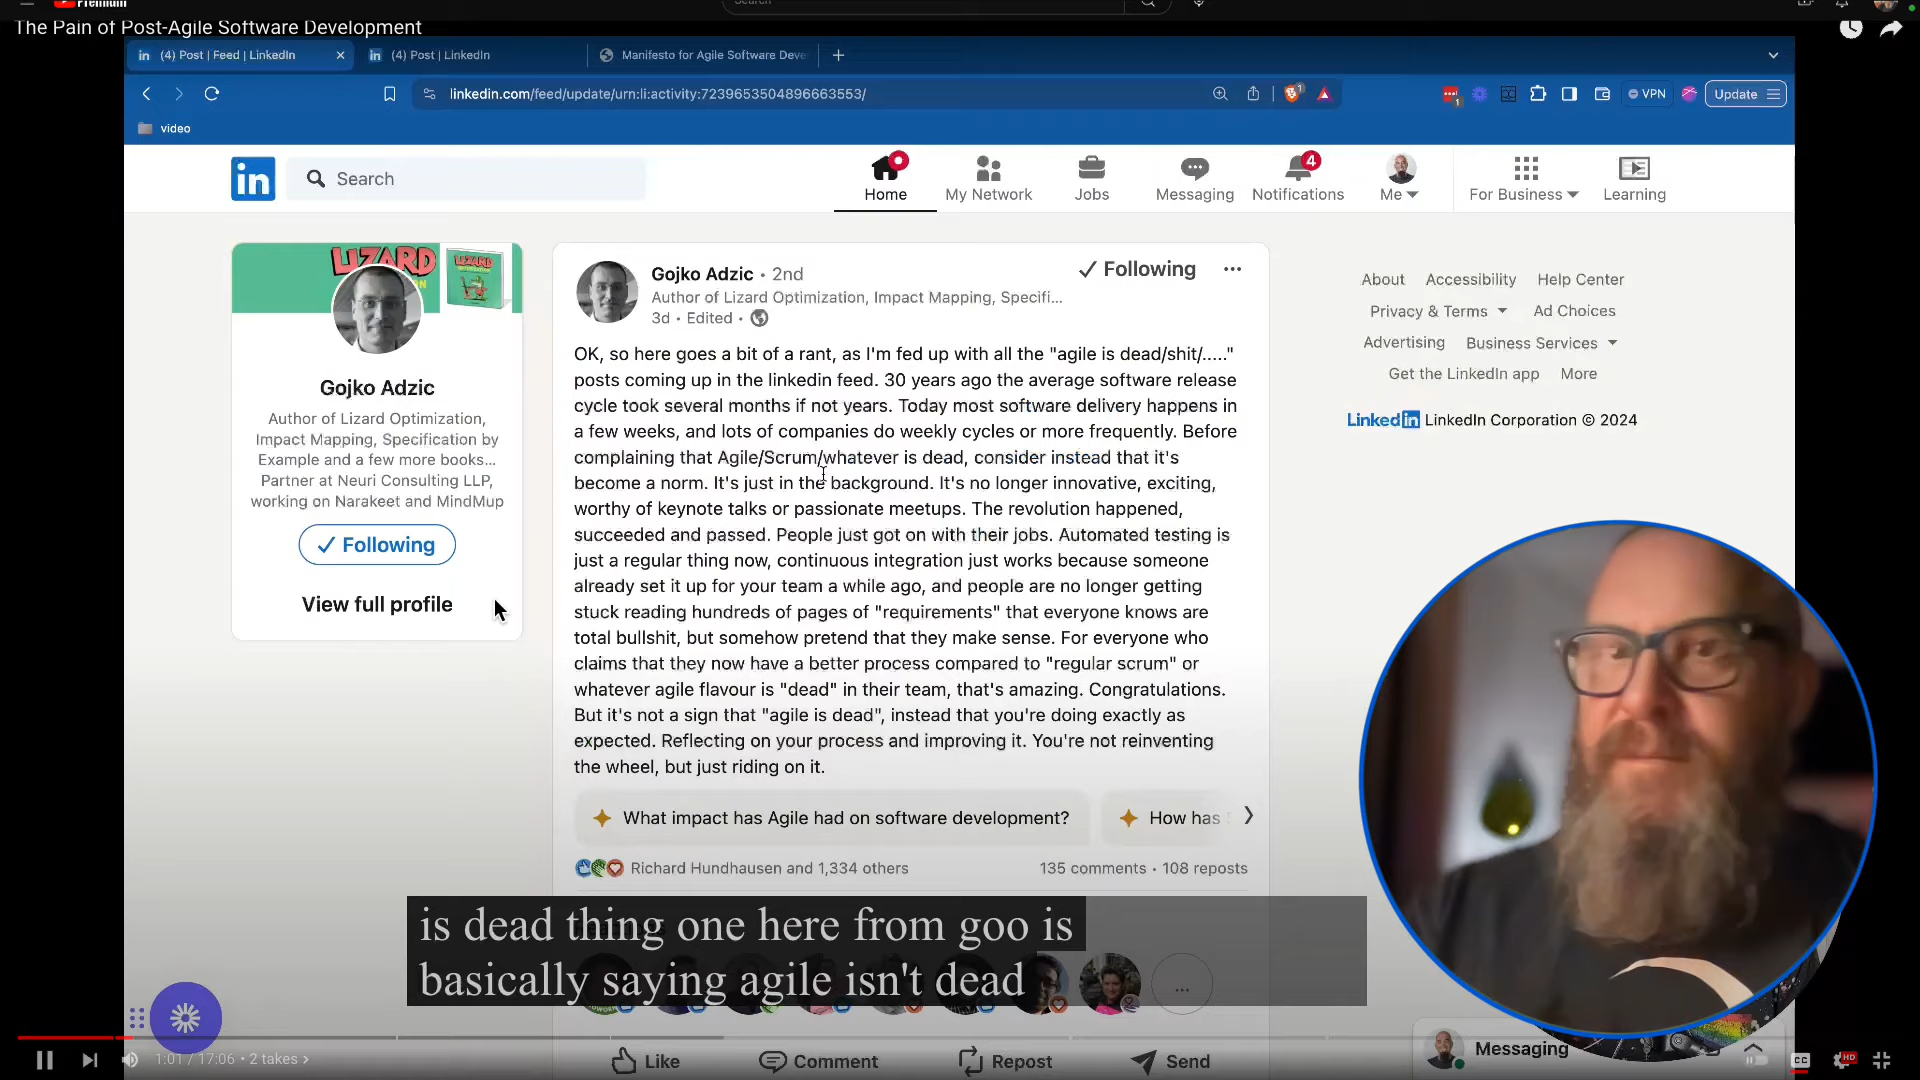 Premium
Search
The Pain of Post-Agile Software Development
(4) Post | Feed | LinkedIn
(4) Post | LinkedIn
Manifesto for Agile Software Deve
linkedin.com/feed/update/urn:li:activity:7239653504896663553/
1
VPN
Update
video
in
Search
Home
My Network
Jobs
Messaging
4
Notifications
Me
For Business
Learning
LIZARD
LIZARD
Gojko Adzic
Author of Lizard Optimization,
Impact Mapping, Specification by
Example and a few more books...
Partner at Neuri Consulting LLP,
working on Narakeet and MindMup
Following
View full profile
Gojko Adzic • 2nd
Following
Author of Lizard Optimization, Impact Mapping, Specifi...
3d • Edited •
OK, so here goes a bit of a rant, as I'm fed up with all the "agile is dead/shit/....."
posts coming up in the linkedin feed. 30 years ago the average software release
cycle took several months if not years. Today most software delivery happens in
a few weeks, and lots of companies do weekly cycles or more frequently. Before
complaining that Agile/Scrum/whatever is dead, consider instead that it's
become a norm. It's just in the background. It's no longer innovative, exciting,
worthy of keynote talks or passionate meetups. The revolution happened,
succeeded and passed. People just got on with their jobs. Automated testing is
just a regular thing now, continuous integration just works because someone
already set it up for your team a while ago, and people are no longer getting
stuck reading hundreds of pages of "requirements" that everyone knows are
total bullshit, but somehow pretend that they make sense. For everyone who
claims that they now have a better process compared to "regular scrum" or
whatever agile flavour is "dead" in their team, that's amazing. Congratulations.
But it's not a sign that "agile is dead", instead that you're doing exactly as
expected. Reflecting on your process and improving it. You're not reinventing
the wheel, but just riding on it.
What impact has Agile had on software development?
How has
Richard Hundhausen and 1,334 others
135 comments • 108 reposts
About
Accessibility
Help Center
Privacy & Terms
Ad Choices
Advertising
Business Services
Get the LinkedIn app
More
LinkedIn LinkedIn Corporation © 2024
is dead thing one here from goo is
basically saying agile isn't dead
...
Like
Comment
Repost
Send
Messaging
1:01 / 17:06 • 2 takes
CC
HD